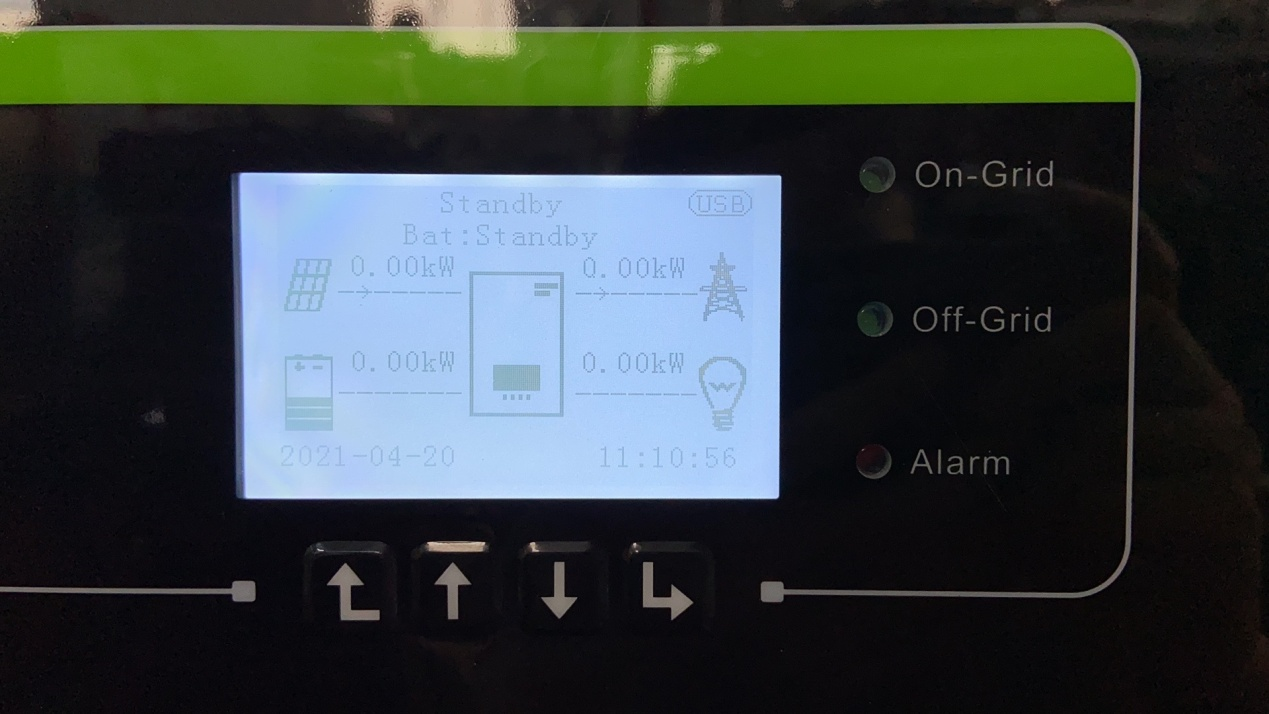 Standby
USB
Bat:Standby
0.00kW
0.00kW
0.00kW
0.00kW
2021-04-20
11:10:56
On-Grid
Off-Grid
Alarm